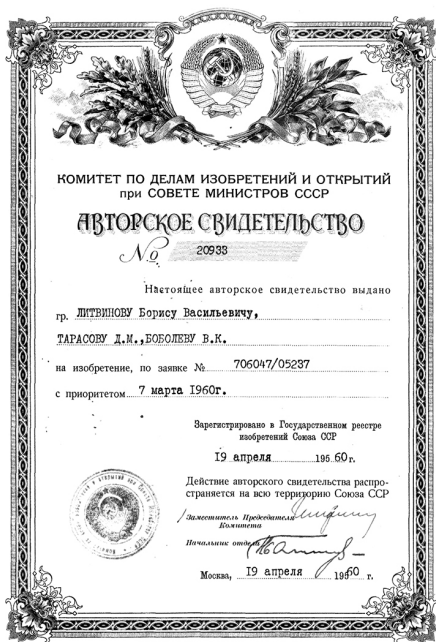 КОМИТЕТ ПО ДЕЛАМ ИЗОБРЕТЕНИЙ И ОТКРЫТИЙ
при СОВЕТЕ МИНИСТРОВ СССР
АВТОРСКОЕ СВИДЕТЕЛЬСТВО
№ 20933
Настоящее авторское свидетельство выдано
гр. ЛИТВИНОВУ Борису Васильевичу,
ТАРАСОВУ Д.М.,БОБОЛЕВУ В.К.
на изобретение, по заявке № 706047/05237
с приоритетом 7 марта 1960г.
Зарегистрировано в Государственном реестре
изобретений Союза ССР
19 апреля 195 60г.
Действие авторского свидетельства распро-
страняется на всю территорию Союза ССР
Заместитель Председателя
Комитета
Начальник отдела
Москва, 19 апреля 1960 г.